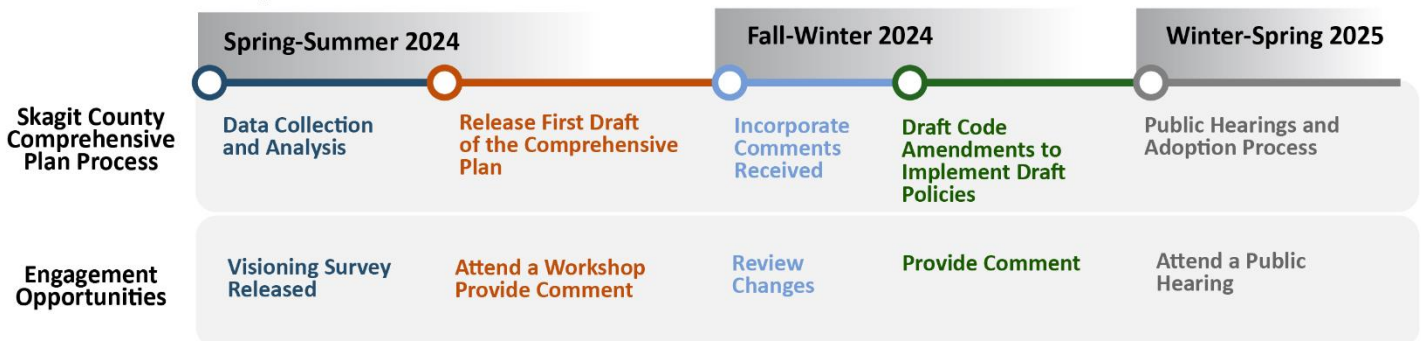 Spring-Summer 2024
Fall-Winter 2024
Winter-Spring 2025
Skagit County
Comprehensive
Plan Process
Data Collection
and Analysis
Release First Draft
of the Comprehensive
Plan
Incorporate
Comments
Received
Draft Code
Amendments to
Implement Draft
Policies
Public Hearings and
Adoption Process
Engagement
Opportunities
Visioning Survey
Released
Attend a Workshop
Provide Comment
Review
Changes
Provide Comment
Attend a Public
Hearing